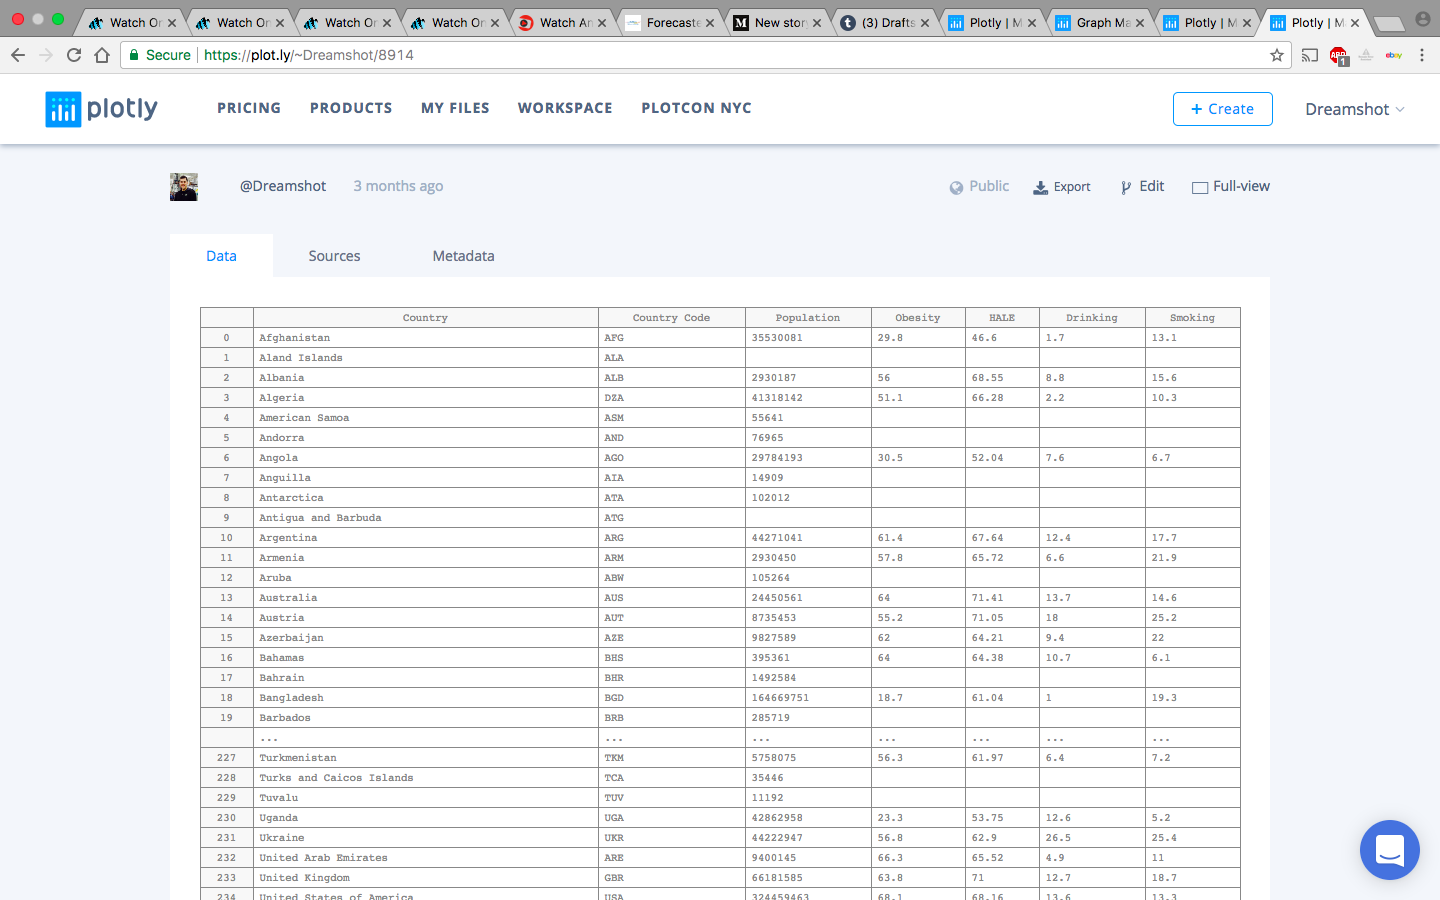 Watch On Watch On Watch On Watch On Watch An Forecaste New story (3) Drafts Plotly | M Graph Ma Plotly | M Plotly | M
Secure https://plot.ly/~Dreamshot/8914
plotly PRICING PRODUCTS MY FILES WORKSPACE PLOTCON NYC + Create Dreamshot
@Dreamshot 3 months ago Public Export Edit Full-view
Data Sources Metadata
Country Country Code Population Obesity HALE Drinking Smoking
0 Afghanistan AFG 35530081 29.8 46.6 1.7 13.1
1 Aland Islands ALA
2 Albania ALB 2930187 56 68.55 8.8 15.6
3 Algeria DZA 41318142 51.1 66.28 2.2 10.3
4 American Samoa ASM 55641
5 Andorra AND 76965
6 Angola AGO 29784193 30.5 52.04 7.6 6.7
7 Anguilla AIA 14909
8 Antarctica ATA 102012
9 Antigua and Barbuda ATG
10 Argentina ARG 44271041 61.4 67.64 12.4 17.7
11 Armenia ARM 2930450 57.8 65.72 6.6 21.9
12 Aruba ABW 105264
13 Australia AUS 24450561 64 71.41 13.7 14.6
14 Austria AUT 8735453 55.2 71.05 18 25.2
15 Azerbaijan AZE 9827589 62 64.21 9.4 22
16 Bahamas BHS 395361 64 64.38 10.7 6.1
17 Bahrain BHR 1492584
18 Bangladesh BGD 164669751 18.7 61.04 1 19.3
19 Barbados BRB 285719
... ... ... ... ... ... ...
227 Turkmenistan TKM 5758075 56.3 61.97 6.4 7.2
228 Turks and Caicos Islands TCA 35446
229 Tuvalu TUV 11192
230 Uganda UGA 42862958 23.3 53.75 12.6 5.2
231 Ukraine UKR 44222947 56.8 62.9 26.5 25.4
232 United Arab Emirates ARE 9400145 66.3 65.52 4.9 11
233 United Kingdom GBR 66181585 63.8 71 12.7 18.7
234 United States of America USA 324459463 68.1 68.16 13.6 13.3